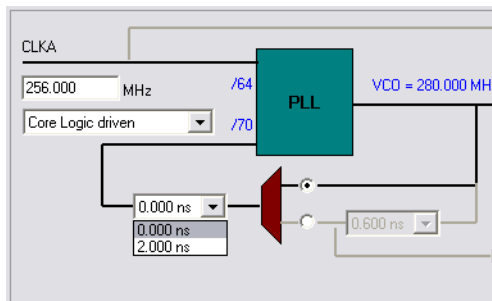 CLKA
256.000 MHz
Core Logic driven
/64
/70
PLL
VCO = 280.000 MH
0.000 ns
0.000 ns
2.000 ns
0.600 ns